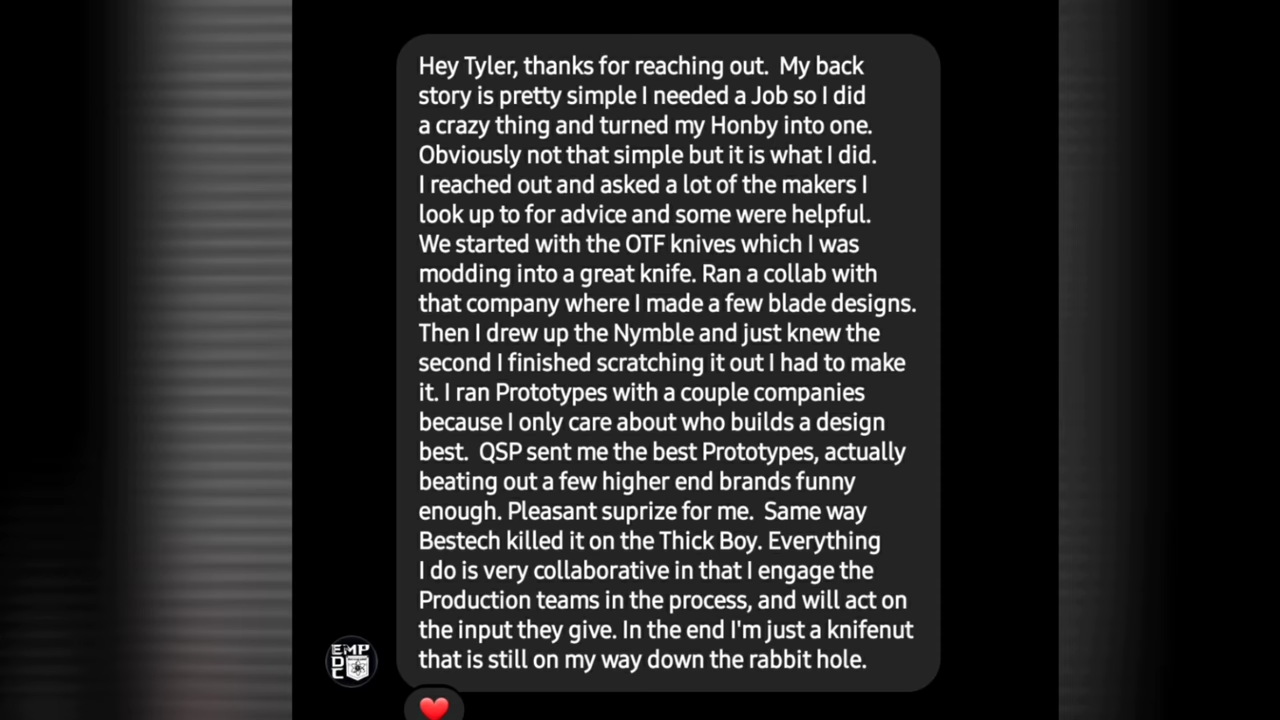 Hey Tyler, thanks for reaching out.  My back
story is pretty simple I needed a Job so I did
a crazy thing and turned my Honby into one.
Obviously not that simple but it is what I did.
I reached out and asked a lot of the makers I
look up to for advice and some were helpful.
We started with the OTF knives which I was
modding into a great knife. Ran a collab with
that company where I made a few blade designs.
Then I drew up the Nymble and just knew the
second I finished scratching it out I had to make
it. I ran Prototypes with a couple companies
because I only care about who builds a design
best.  QSP sent me the best Prototypes, actually
beating out a few higher end brands funny
enough. Pleasant suprize for me.  Same way
Bestech killed it on the Thick Boy. Everything
I do is very collaborative in that I engage the
Production teams in the process, and will act on
the input they give. In the end I'm just a knifenut
that is still on my way down the rabbit hole.
EMP
D
C